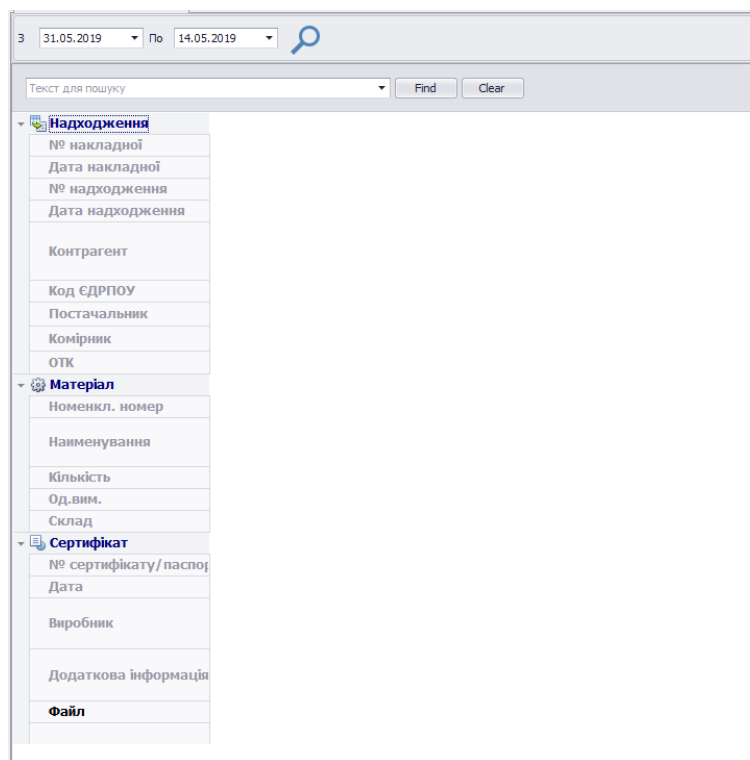 З 31.05.2019 По 14.05.2019
Текст для пошуку Find Clear
Надходження
№ накладної
Дата накладної
№ надходження
Дата надходження
Контрагент
Код ЄДРПОУ
Постачальник
Комірник
ОТК
Матеріал
Номенкл. номер
Наименування
Кількість
Од.вим.
Склад
Сертифікат
№ сертифікату/паспор
Дата
Виробник
Додаткова інформація
Файл